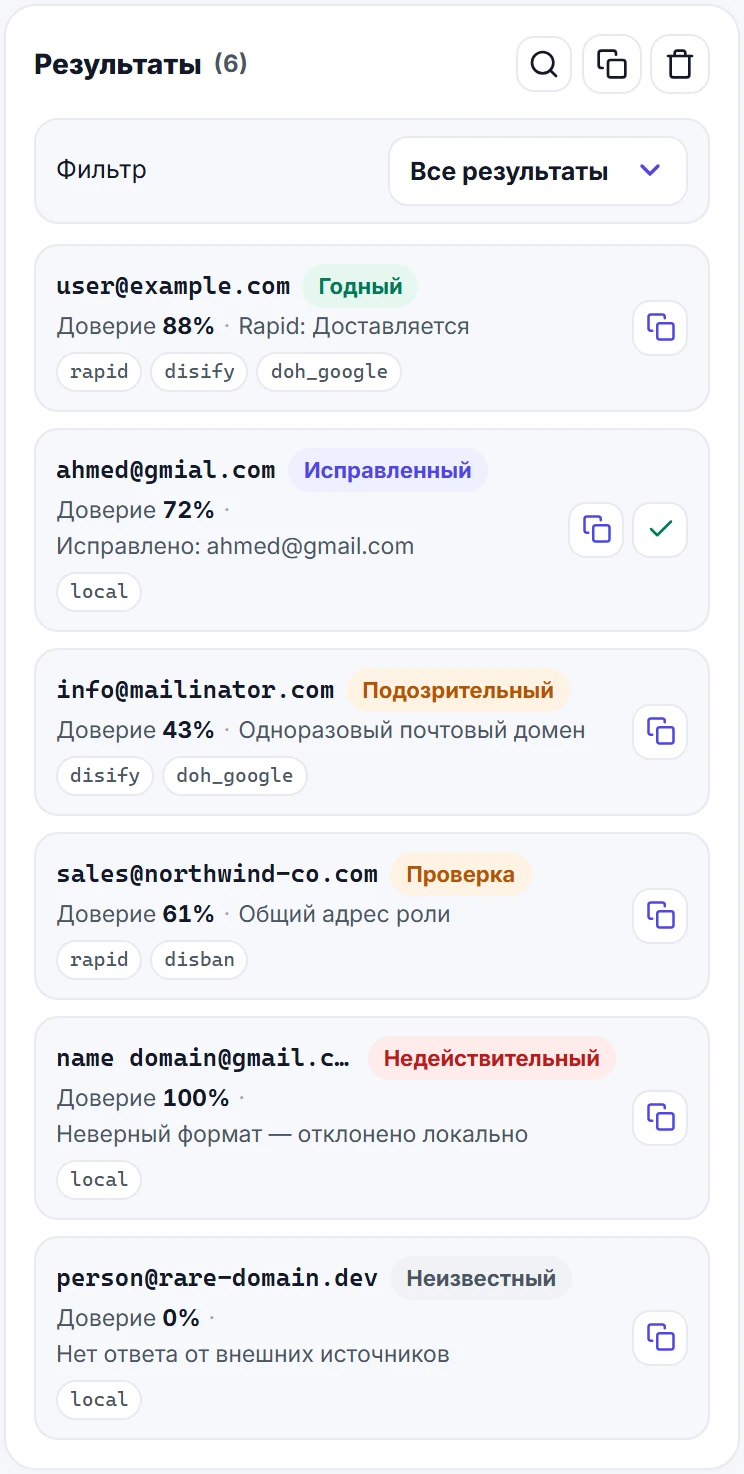 Результаты (6)
Фильтр
Все результаты
user@example.com Годный
Доверие 88% · Rapid: Доставляется
rapid disify doh_google
ahmed@gmial.com Исправленный
Доверие 72% ·
Исправлено: ahmed@gmail.com
local
info@mailinator.com Подозрительный
Доверие 43% · Одноразовый почтовый домен
disify doh_google
sales@northwind-co.com Проверка
Доверие 61% · Общий адрес роли
rapid disban
name domain@gmail.c… Недействительный
Доверие 100% ·
Неверный формат — отклонено локально
local
person@rare-domain.dev Неизвестный
Доверие 0% ·
Нет ответа от внешних источников
local